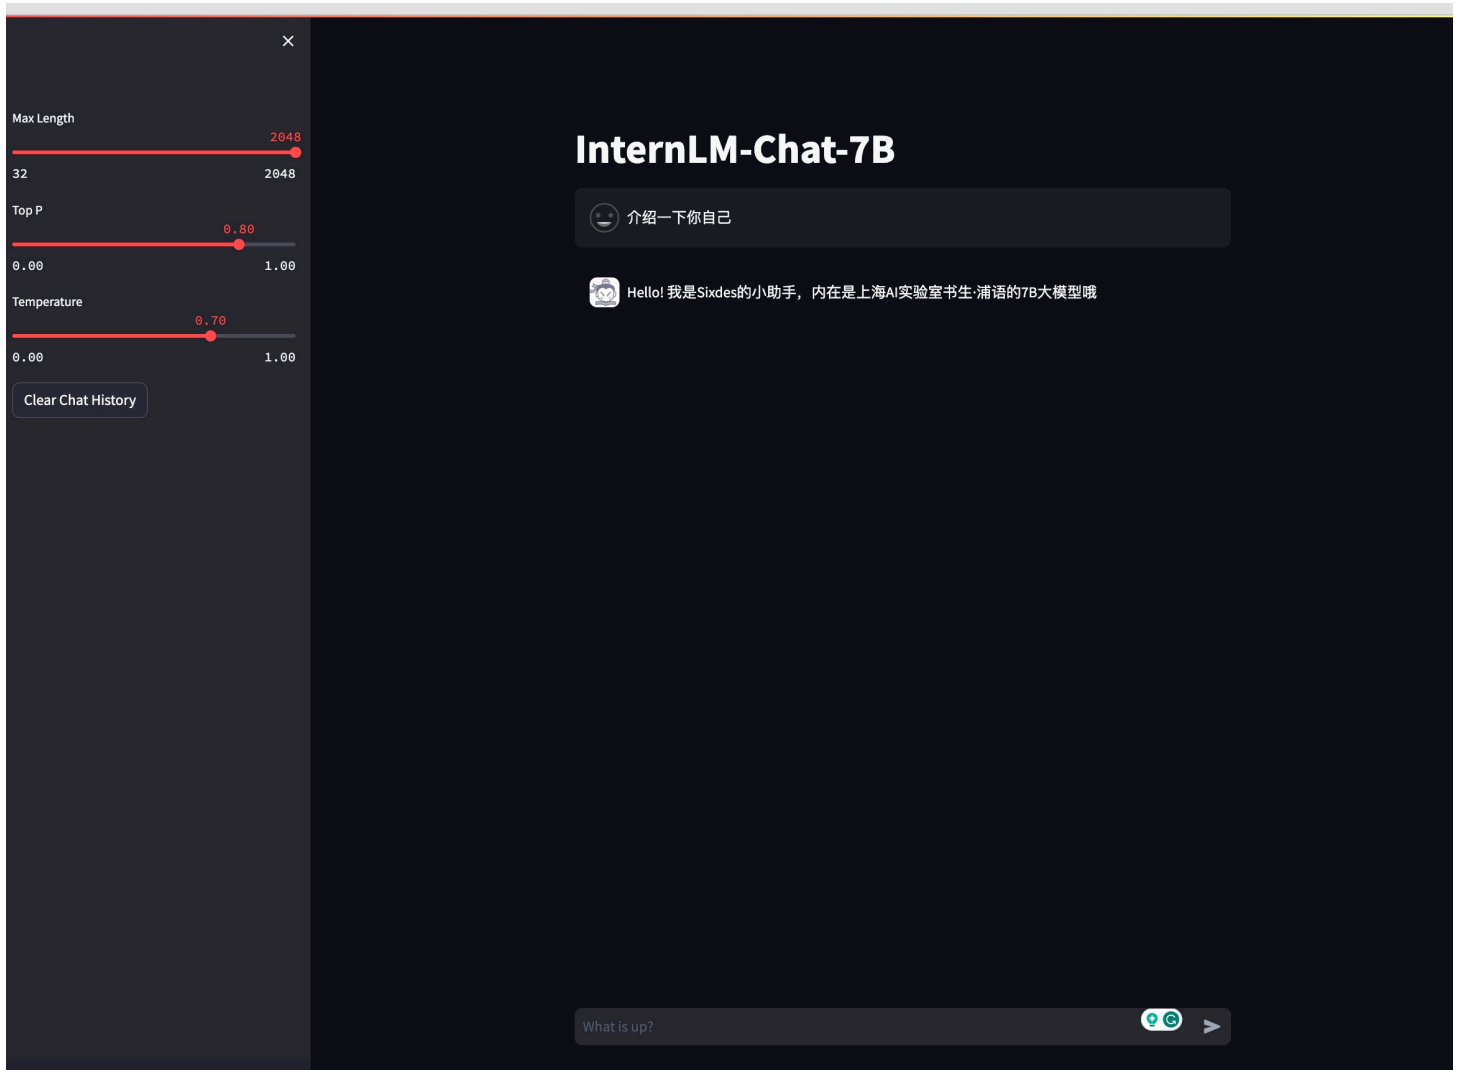 Max Length
2048
32 2048
Top P
0.80
0.00 1.00
Temperature
0.70
0.00 1.00
Clear Chat History
InternLM-Chat-7B
介绍一下你自己
Hello! 我是Sixdes的小助手，内在是上海AI实验室书生·浦语的7B大模型哦
What is up?